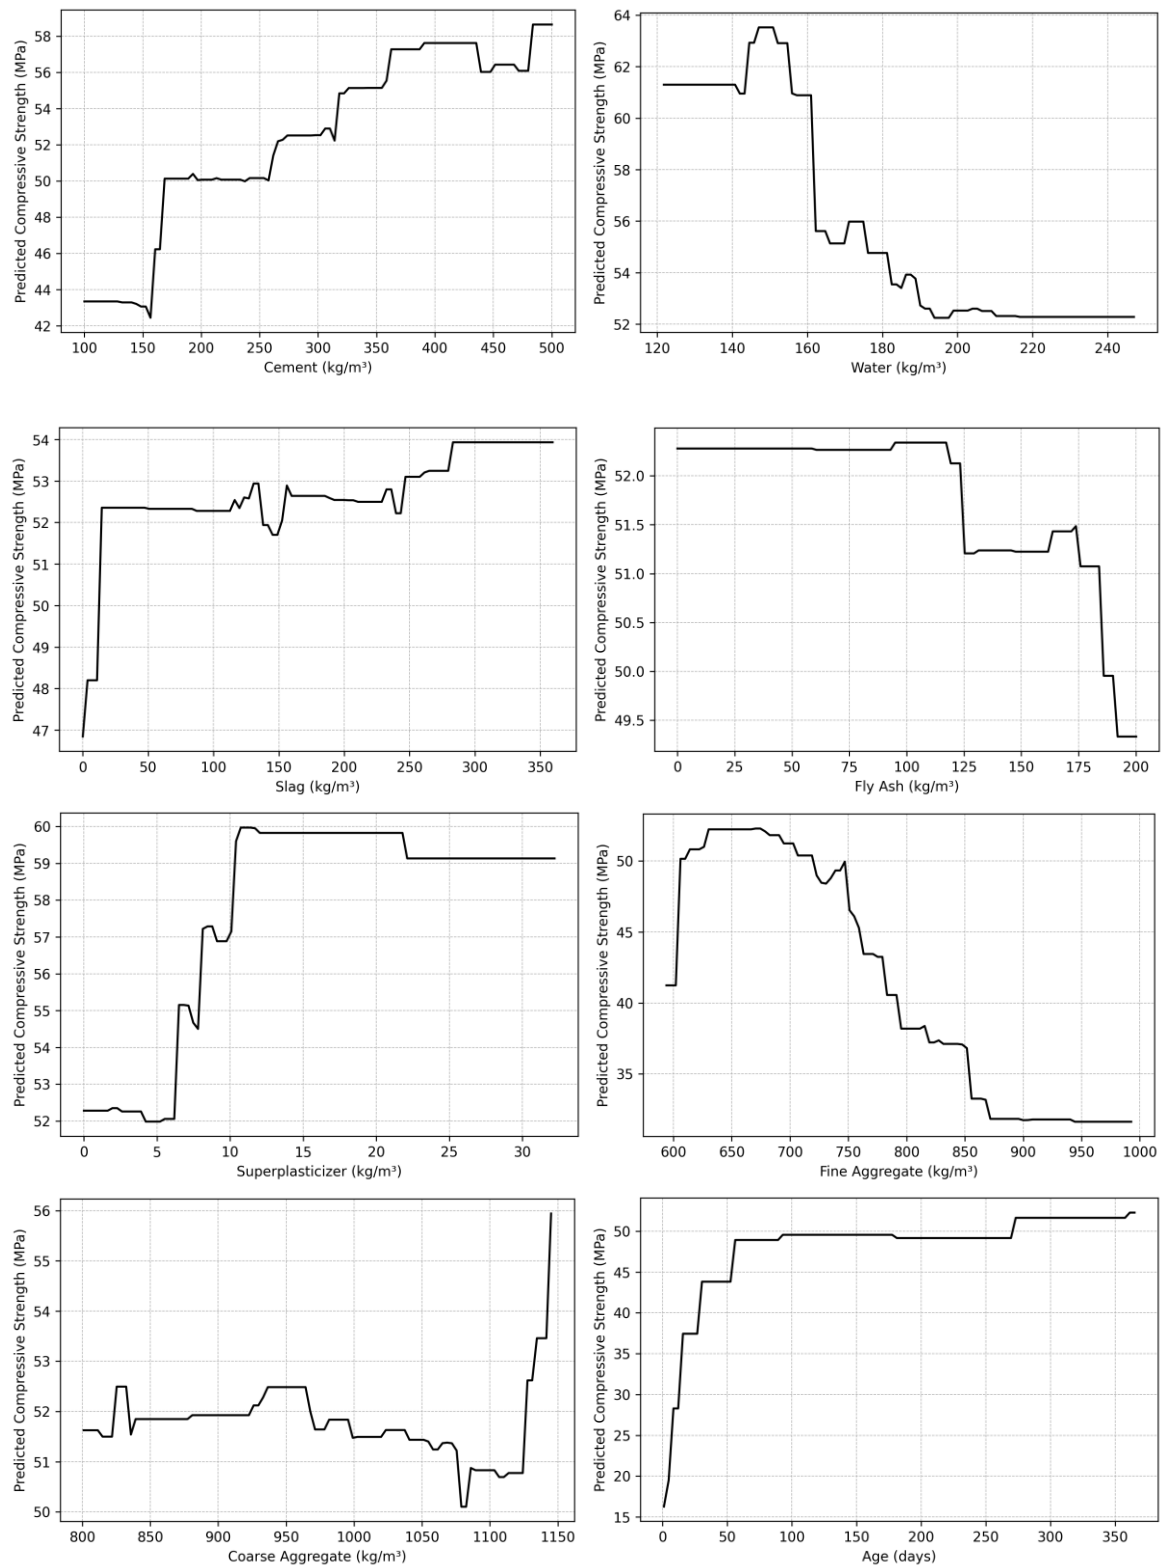 Predicted Compressive Strength (MPa)
58
56
54
52
50
48
46
44
42
100 150 200 250 300 350 400 450 500
Cement (kg/m³)
Predicted Compressive Strength (MPa)
64
62
60
58
56
54
52
120 140 160 180 200 220 240
Water (kg/m³)
Predicted Compressive Strength (MPa)
54
53
52
51
50
49
48
47
0 50 100 150 200 250 300 350
Slag (kg/m³)
Predicted Compressive Strength (MPa)
52.0
51.5
51.0
50.5
50.0
49.5
0 25 50 75 100 125 150 175 200
Fly Ash (kg/m³)
Predicted Compressive Strength (MPa)
60
59
58
57
56
55
54
53
52
0 5 10 15 20 25 30
Superplasticizer (kg/m³)
Predicted Compressive Strength (MPa)
50
45
40
35
600 650 700 750 800 850 900 950 1000
Fine Aggregate (kg/m³)
Predicted Compressive Strength (MPa)
56
55
54
53
52
51
50
800 850 900 950 1000 1050 1100 1150
Coarse Aggregate (kg/m³)
Predicted Compressive Strength (MPa)
50
45
40
35
30
25
20
15
0 50 100 150 200 250 300 350
Age (days)